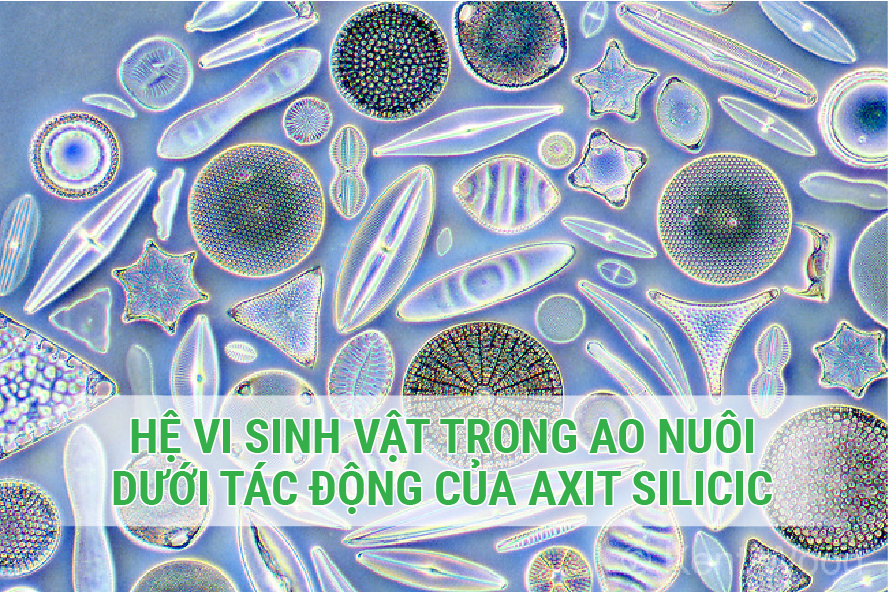 HỆ VI SINH VẬT TRONG AO NUÔI
DƯỚI TÁC ĐỘNG CỦA AXIT SILICIC